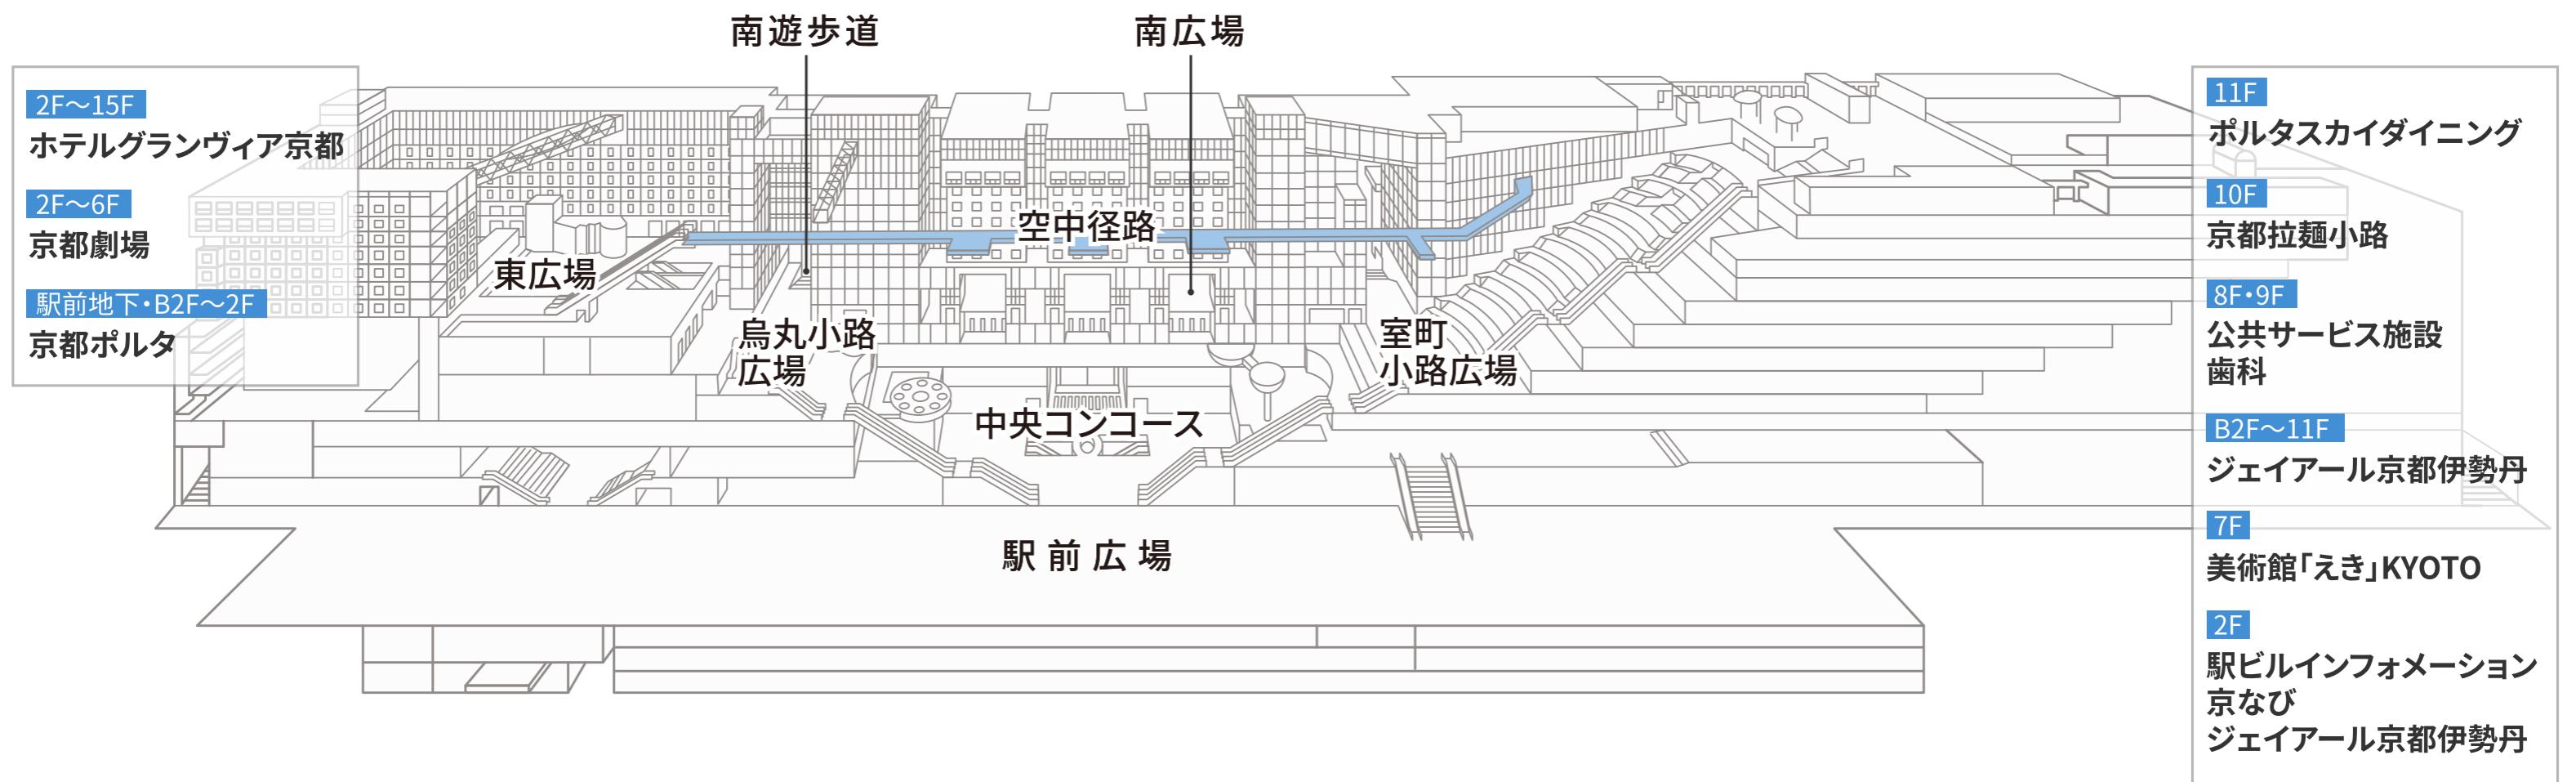 南遊歩道
南広場
2F～15F
ホテルグランヴィア京都
2F～6F
京都劇場
駅前地下・B2F～2F
京都ポルタ
空中径路
東広場
烏丸小路
広場
室町
小路広場
中央コンコース
駅前広場
11F
ポルタスカイダイニング
10F
京都拉麺小路
8F・9F
公共サービス施設
歯科
B2F～11F
ジェイアール京都伊勢丹
7F
美術館「えき」KYOTO
2F
駅ビルインフォメーション
京なび
ジェイアール京都伊勢丹